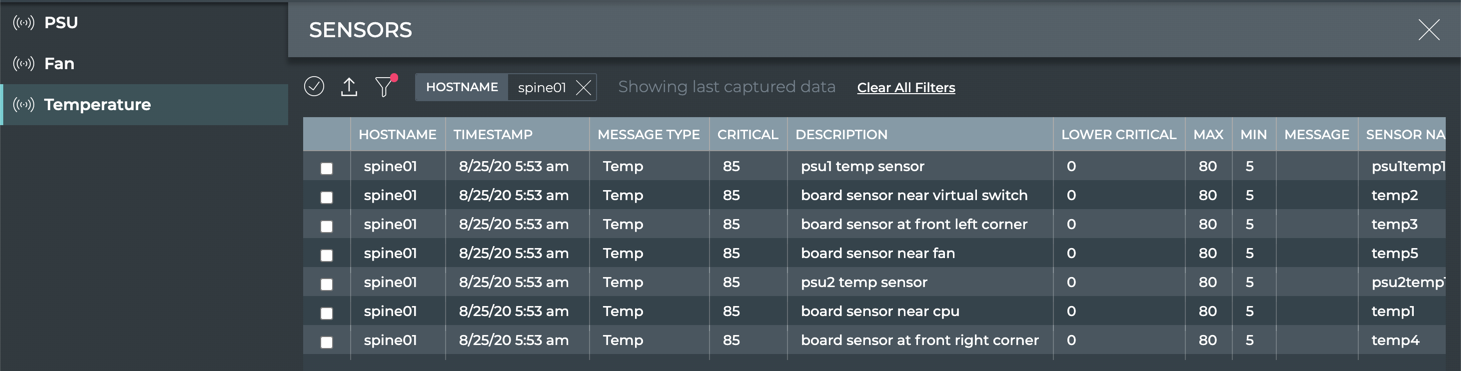 PSU
Fan
Temperature
SENSORS
HOSTNAME spine01 Showing last captured data Clear All Filters
HOSTNAME TIMESTAMP MESSAGE TYPE CRITICAL DESCRIPTION LOWER CRITICAL MAX MIN MESSAGE SENSOR NA
spine01 8/25/20 5:53 am Temp 85 psu1 temp sensor 0 80 5 psu1temp1
spine01 8/25/20 5:53 am Temp 85 board sensor near virtual switch 0 80 5 temp2
spine01 8/25/20 5:53 am Temp 85 board sensor at front left corner 0 80 5 temp3
spine01 8/25/20 5:53 am Temp 85 board sensor near fan 0 80 5 temp5
spine01 8/25/20 5:53 am Temp 85 psu2 temp sensor 0 80 5 psu2temp1
spine01 8/25/20 5:53 am Temp 85 board sensor near cpu 0 80 5 temp1
spine01 8/25/20 5:53 am Temp 85 board sensor at front right corner 0 80 5 temp4